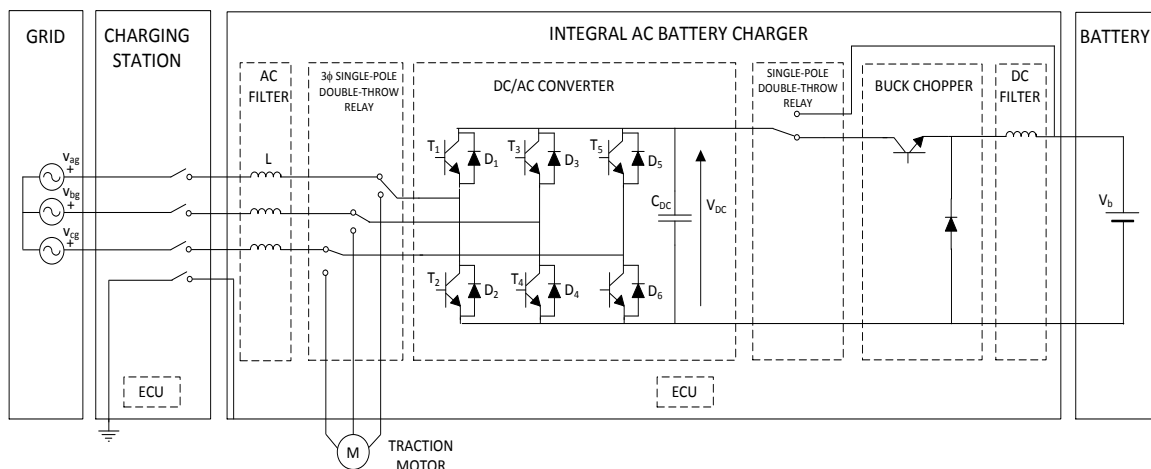 GRID
CHARGING
STATION
INTEGRAL AC BATTERY CHARGER
BATTERY
AC
FILTER
3ϕ SINGLE-POLE
DOUBLE-THROW
RELAY
DC/AC CONVERTER
SINGLE-POLE
DOUBLE-THROW
RELAY
BUCK CHOPPER
DC
FILTER
L
T1
D1
T3
D3
T5
D5
vag
+
vbg
+
vcg
+
CDC
VDC
Vb
T2
D2
T4
D4
D6
ECU
ECU
M
TRACTION
MOTOR